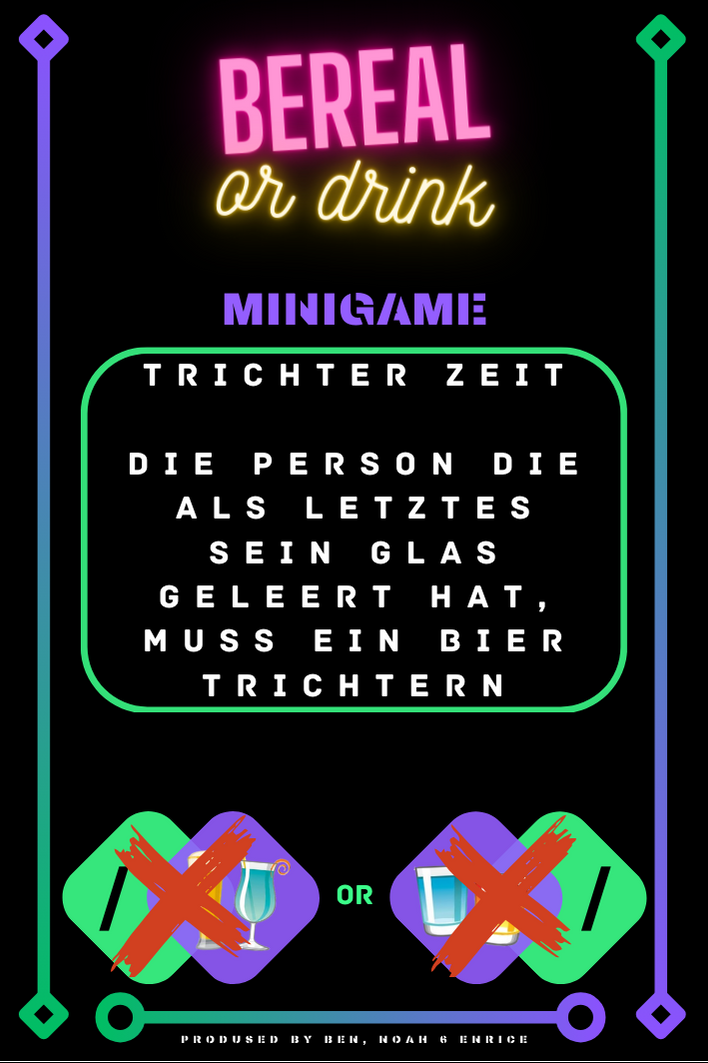 BEREAL
or drink
MINIGAME
TRICHTER ZEIT
DIE PERSON DIE
ALS LETZTES
SEIN GLAS
GELEERT HAT,
MUSS EIN BIER
TRICHTERN
/ OR /
PRODUSED BY BEN, NOAH & ENRICE